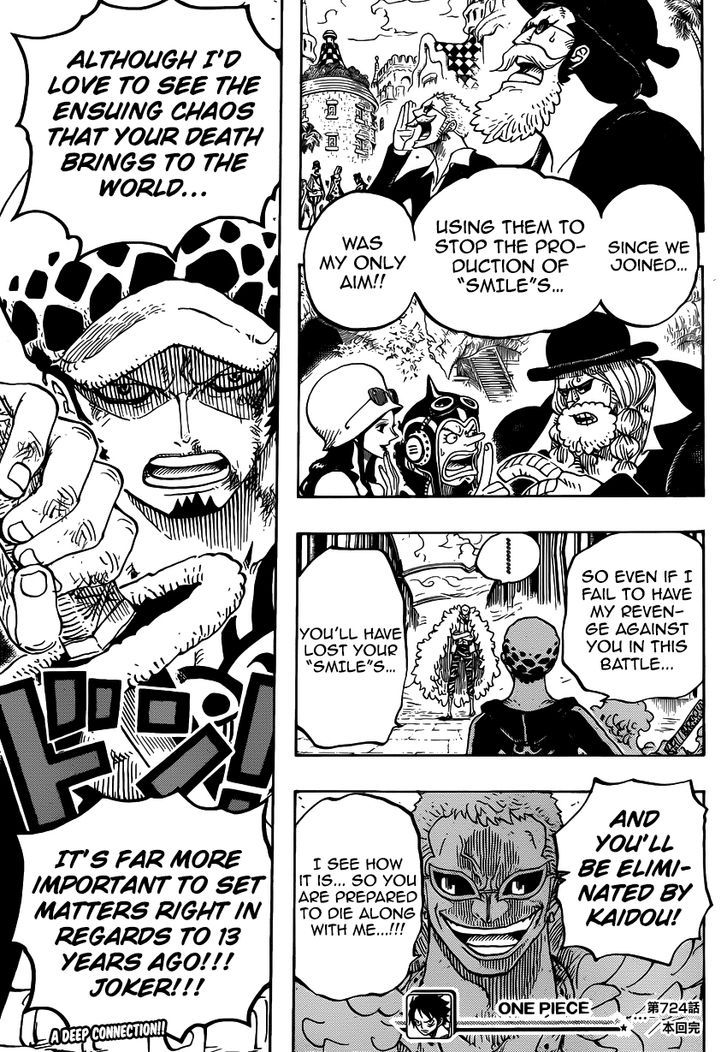 SINCE WE
JOINED...
USING THEM TO
STOP THE PRO-
DUCTION OF
"SMILE"S...
WAS
MY ONLY
AIM!!
SO EVEN IF I
FAIL TO HAVE
MY REVEN-
GE AGAINST
YOU IN THIS
BATTLE...
...........
YOU'LL HAVE
LOST YOUR
"SMILE"S...
AND
YOU'LL
BE ELIMI-
NATED BY
KAIDOU!
I SEE HOW
IT IS... SO YOU
ARE PREPARED
TO DIE ALONG
WITH ME...!!!
ALTHOUGH I'D
LOVE TO SEE THE
ENSUING CHAOS
THAT YOUR DEATH
BRINGS TO THE
WORLD...
ドン!!
IT'S FAR MORE
IMPORTANT TO SET
MATTERS RIGHT IN
REGARDS TO 13
YEARS AGO!!!
JOKER!!!
A DEEP CONNECTION!!
ONE PIECE
第724話
/本回完